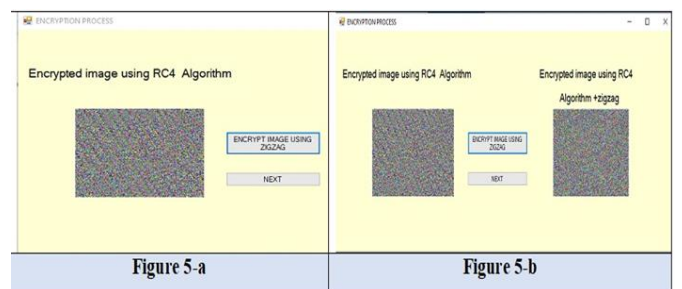 ENCRYPTION PROCESS
Encrypted image using RC4 Algorithm
ENCRYPT IMAGE USING
ZIGZAG
NEXT
ENCRYPTION PROCESS
Encrypted image using RC4 Algorithm
ENCRYPT IMAGE USING
ZIGZAG
NEXT
Encrypted image using RC4
Algorithm +zigzag
Figure 5-a
Figure 5-b